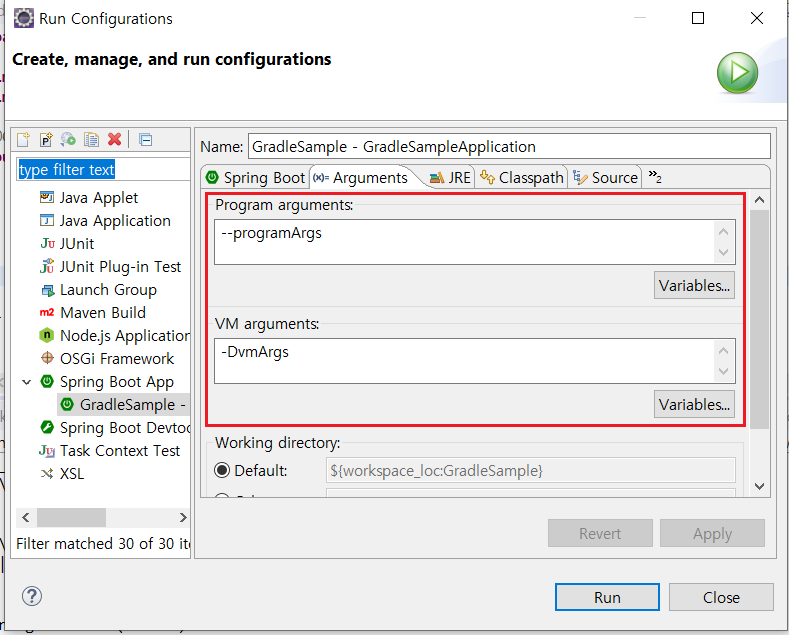 Run Configurations
Create, manage, and run configurations
type filter text
Java Applet
Java Application
JUnit
JUnit Plug-in Test
Launch Group
Maven Build
Node.js Application
OSGi Framework
Spring Boot App
GradleSample -
Spring Boot Devtoo
Task Context Test
XSL
Filter matched 30 of 30 ite
Name: GradleSample - GradleSampleApplication
Spring Boot (x)= Arguments JRE Classpath Source »2
Program arguments:
--programArgs
Variables...
VM arguments:
-DvmArgs
Variables...
Working directory:
Default: ${workspace_loc:GradleSample}
Revert Apply
Run Close